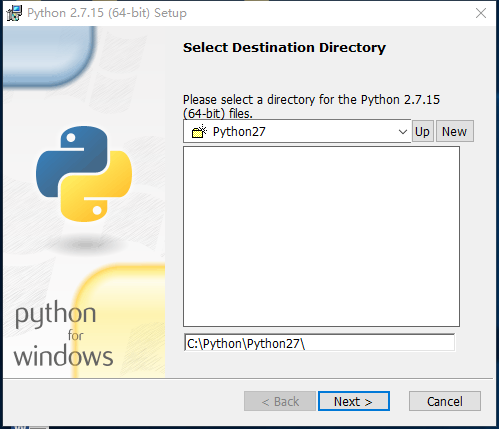 Python 2.7.15 (64-bit) Setup
Select Destination Directory
Please select a directory for the Python 2.7.15
(64-bit) files.
Python27
Up
New
python
for
windows
C:\Python\Python27\
< Back
Next >
Cancel